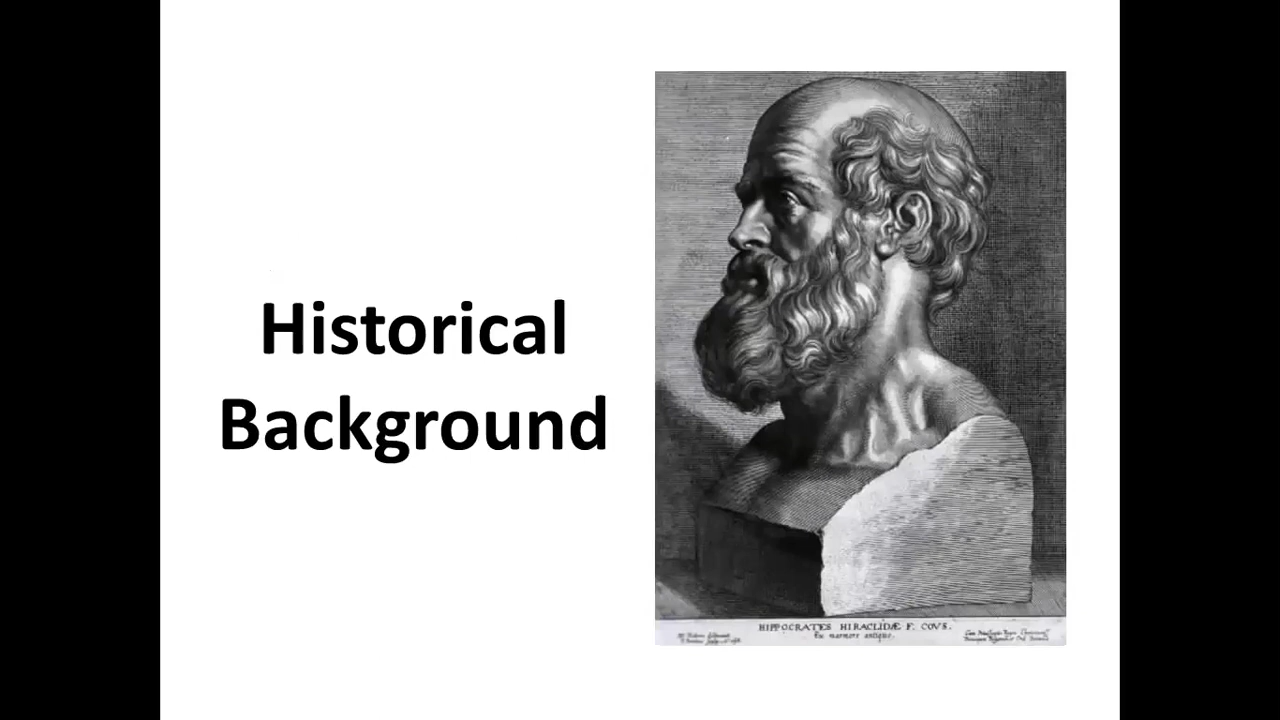 Historical
Background
HIPPOCRATES HIRACLIDÆ F. COVS.
Ex marmore antiquo.